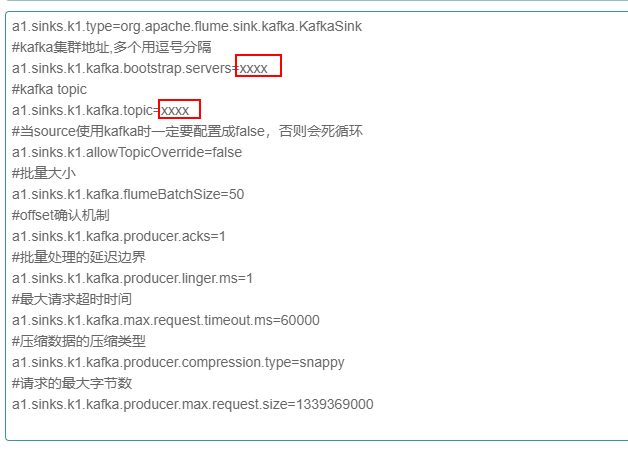 a1.sinks.k1.type=org.apache.flume.sink.kafka.KafkaSink
#kafka集群地址,多个用逗号分隔
a1.sinks.k1.kafka.bootstrap.servers=xxxx
#kafka topic
a1.sinks.k1.kafka.topic=xxxx
#当source使用kafka时一定要配置成false，否则会死循环
a1.sinks.k1.allowTopicOverride=false
#批量大小
a1.sinks.k1.kafka.flumeBatchSize=50
#offset确认机制
a1.sinks.k1.kafka.producer.acks=1
#批量处理的延迟边界
a1.sinks.k1.kafka.producer.linger.ms=1
#最大请求超时时间
a1.sinks.k1.kafka.max.request.timeout.ms=60000
#压缩数据的压缩类型
a1.sinks.k1.kafka.producer.compression.type=snappy
#请求的最大字节数
a1.sinks.k1.kafka.producer.max.request.size=1339369000